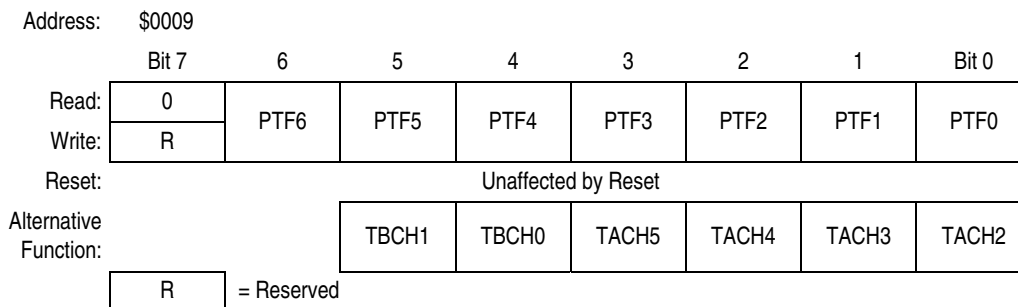 Address: $0009
Bit 7 6 5 4 3 2 1 Bit 0
Read: 0 PTF6 PTF5 PTF4 PTF3 PTF2 PTF1 PTF0
Write: R
Reset: Unaffected by Reset
Alternative
Function: TBCH1 TBCH0 TACH5 TACH4 TACH3 TACH2
R = Reserved